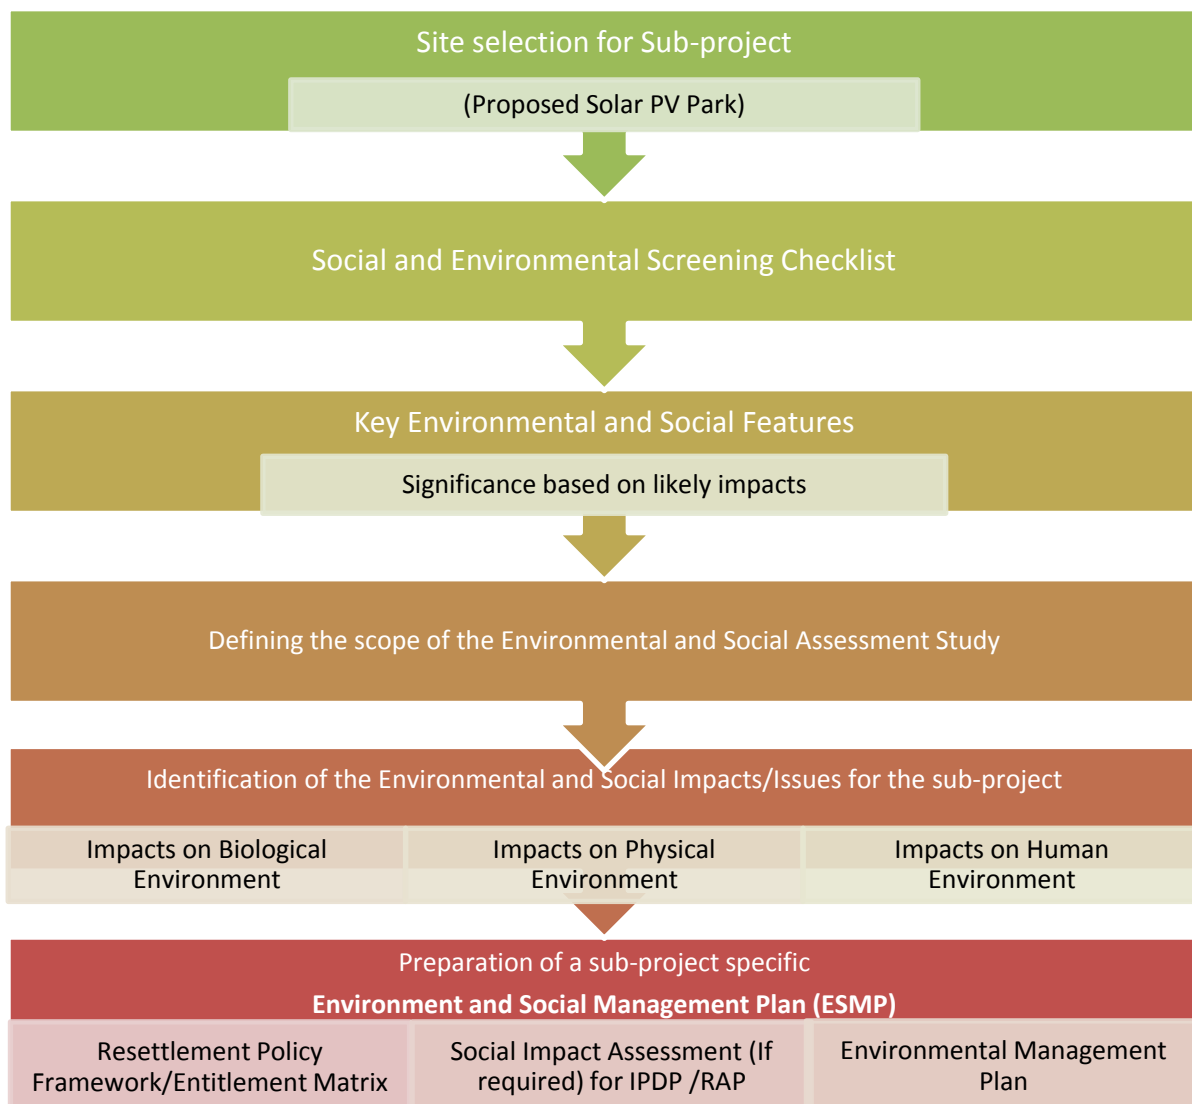 Site selection for Sub-project
(Proposed Solar PV Park)
Social and Environmental Screening Checklist
Key Environmental and Social Features
Significance based on likely impacts
Defining the scope of the Environmental and Social Assessment Study
Identification of the Environmental and Social Impacts/Issues for the sub-project
Impacts on Biological
Environment
Impacts on Physical
Environment
Impacts on Human
Environment
Preparation of a sub-project specific
Environment and Social Management Plan (ESMP)
Resettlement Policy
Framework/Entitlement Matrix
Social Impact Assessment (If
required) for IPDP /RAP
Environmental Management
Plan